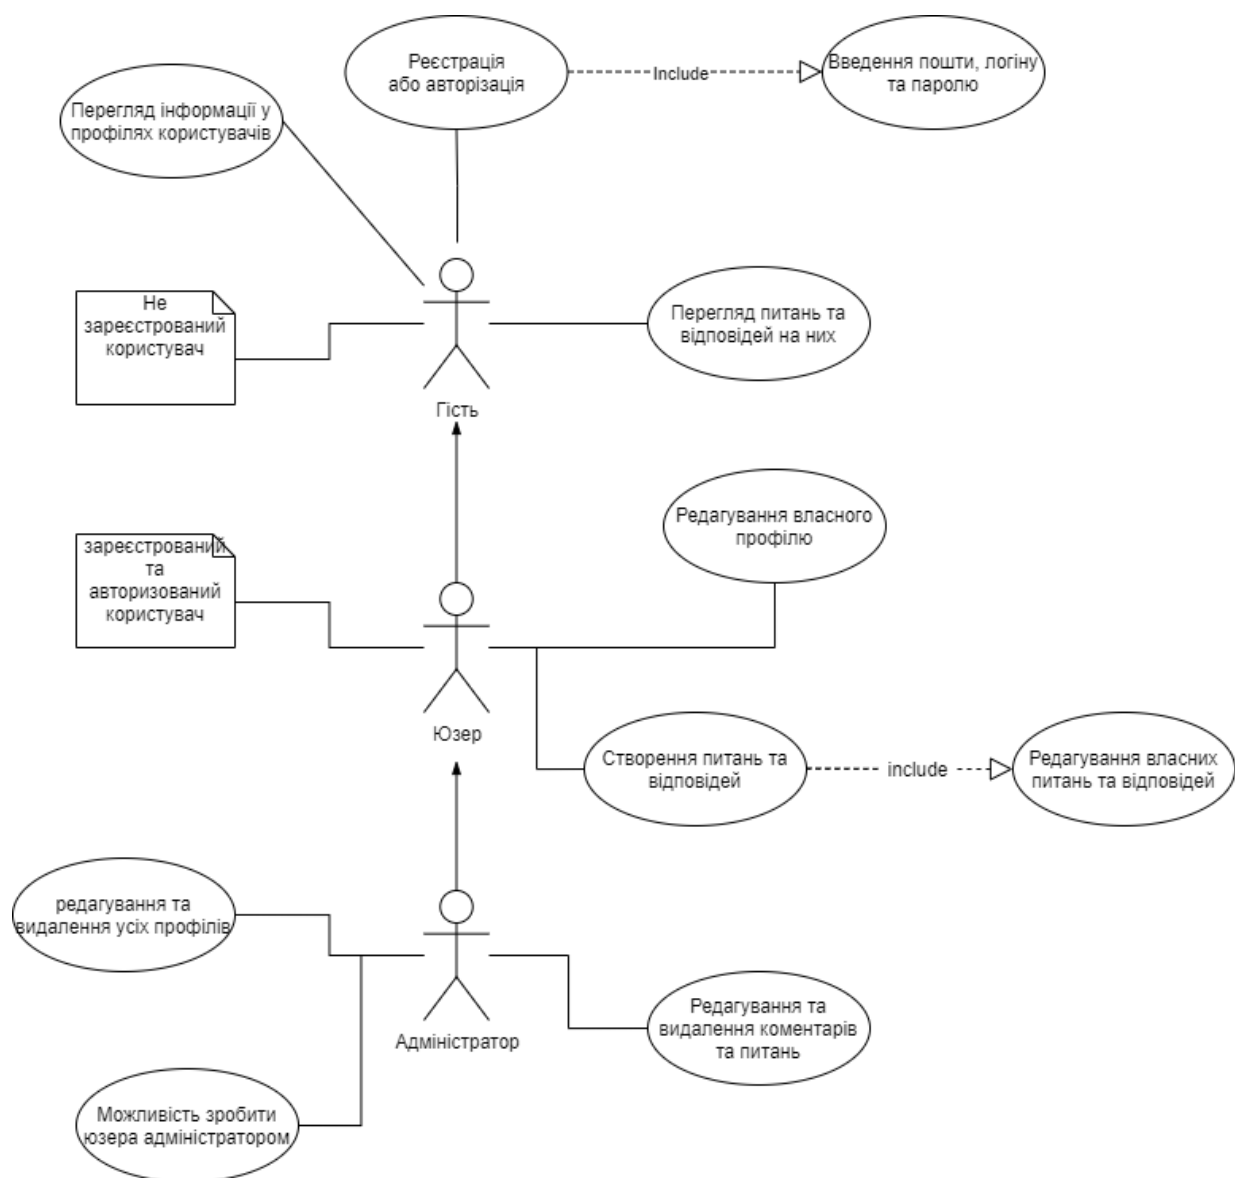 Реєстрація
або авторізація
Include
Введення пошти, логіну
та паролю
Перегляд інформації у
профілях користувачів
Не
зареєстрований
користувач
Перегляд питань та
відповідей на них
Гість
Редагування власного
профілю
зареєстрований
та
авторизований
користувач
Юзер
Створення питань та
відповідей
include
Редагування власних
питань та відповідей
редагування та
видалення усіх профілів
Редагування та
видалення коментарів
та питань
Адміністратор
Можливість зробити
юзера адміністратором